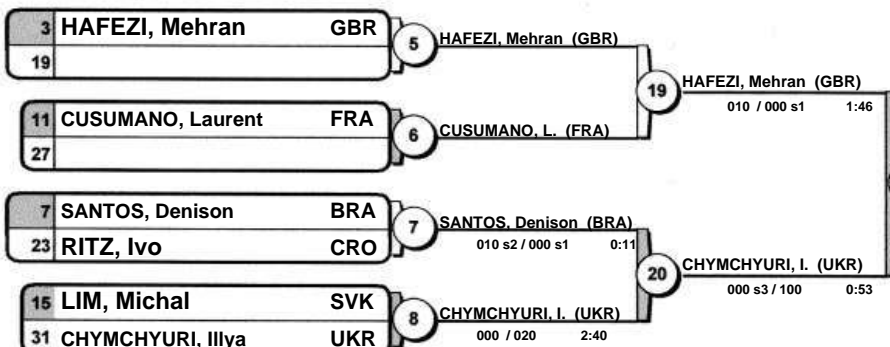 3 HAFEZI, Mehran GBR
19
5
HAFEZI, Mehran (GBR)
11 CUSUMANO, Laurent FRA
27
6
CUSUMANO, L. (FRA)
19
HAFEZI, Mehran (GBR)
010 / 000 s1 1:46
7 SANTOS, Denison BRA
23 RITZ, Ivo CRO
7
SANTOS, Denison (BRA)
010 s2 / 000 s1 0:11
15 LIM, Michal SVK
31 CHYMCHYURI, Illya UKR
8
CHYMCHYURI, I. (UKR)
000 / 020 2:40
20
CHYMCHYURI, I. (UKR)
000 s3 / 100 0:53